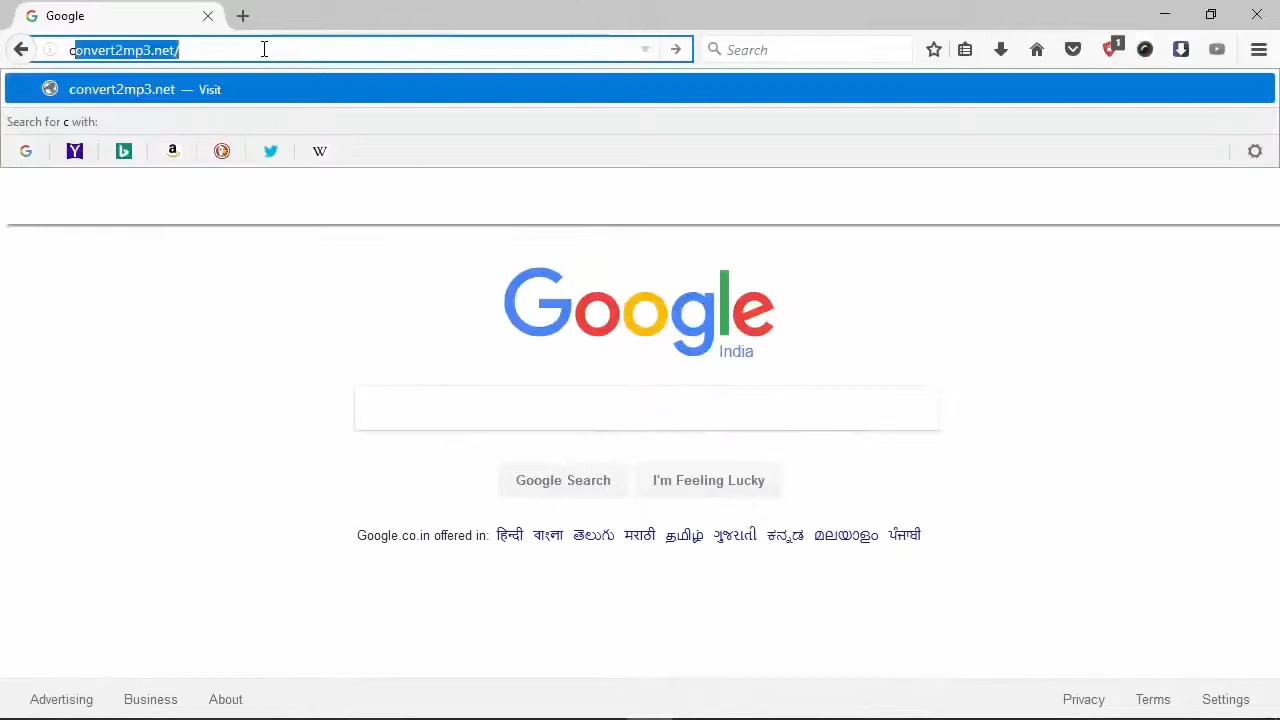 Google
convert2mp3.net/
Search
1
convert2mp3.net — Visit
Search for c with:
Google
India
Google Search
I'm Feeling Lucky
Google.co.in offered in: हिन्दी বাংলা తెలుగు मराठी தமிழ் ગુજરાતી ಕನ್ನಡ മലയാളം ਪੰਜਾਬੀ
Advertising Business About Privacy Terms Settings